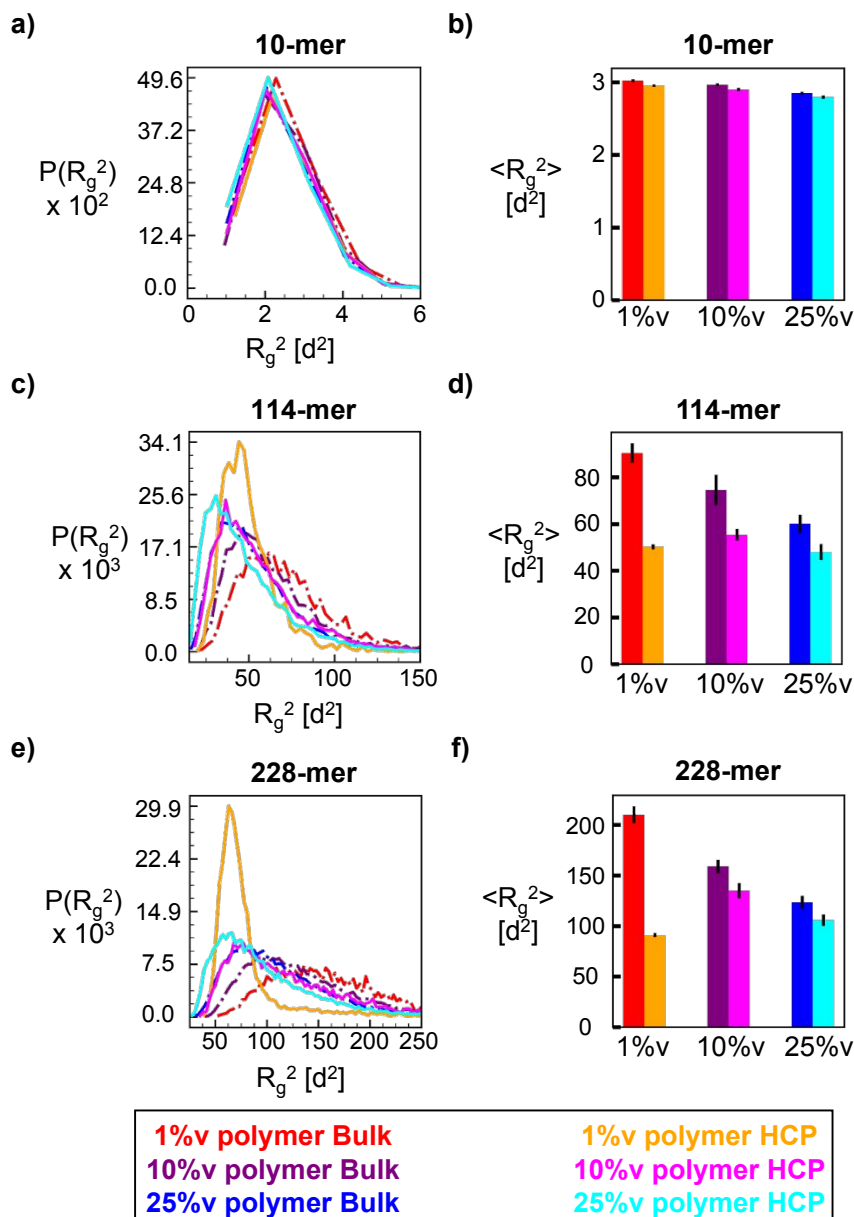 a)
10-mer
49.6
37.2
24.8
12.4
0.0
P(Rg²)
x 10²
0
2
4
6
Rg² [d²]
b)
10-mer
3
2
1
0
<Rg²>
[d²]
1%v
10%v
25%v
c)
114-mer
34.1
25.6
17.1
8.5
0.0
P(Rg²)
x 10³
50
100
150
Rg² [d²]
d)
114-mer
80
60
40
20
0
<Rg²>
[d²]
1%v
10%v
25%v
e)
228-mer
29.9
22.4
14.9
7.5
0.0
P(Rg²)
x 10³
50
100
150
200
250
Rg² [d²]
f)
228-mer
200
150
100
50
0
<Rg²>
[d²]
1%v
10%v
25%v
1%v polymer Bulk
1%v polymer HCP
10%v polymer Bulk
10%v polymer HCP
25%v polymer Bulk
25%v polymer HCP